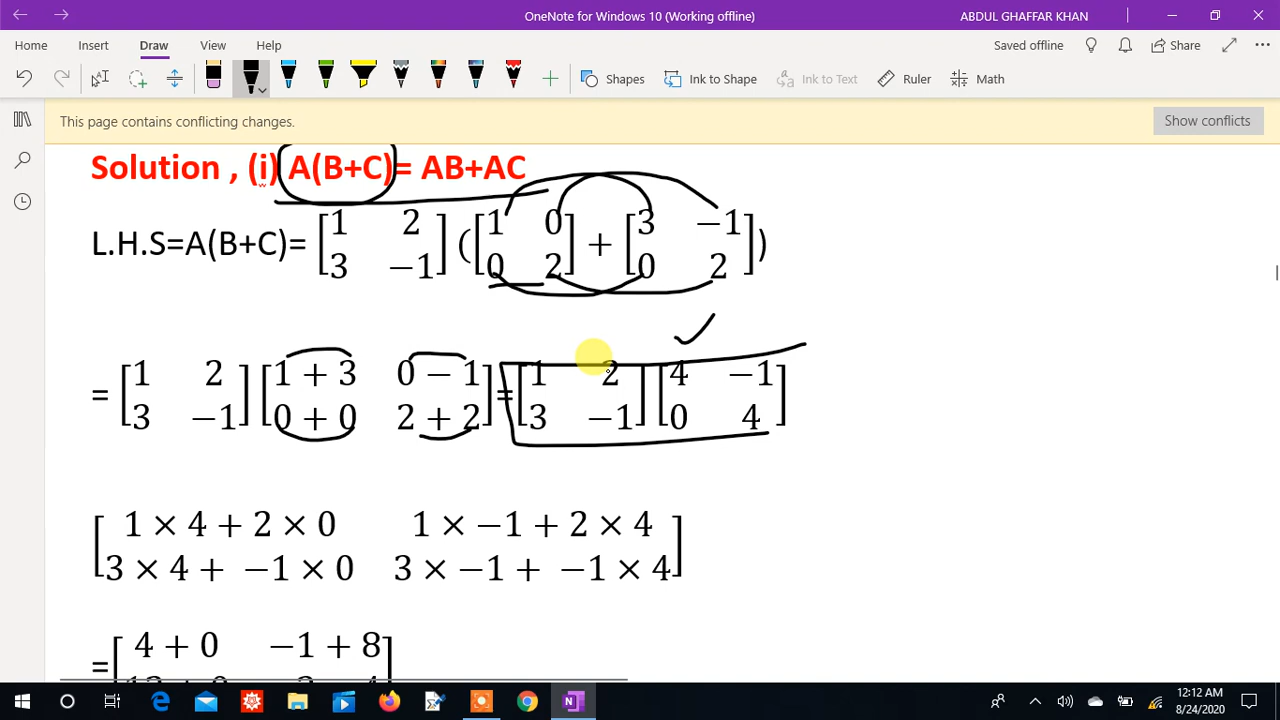 OneNote for Windows 10 (Working offline)
ABDUL GHAFFAR KHAN
Home Insert Draw View Help
Saved offline
Share
Shapes
Ink to Shape
Ink to Text
Ruler
Math
This page contains conflicting changes.
Show conflicts
Solution , (i) A(B+C)= AB+AC
L.H.S=A(B+C)= [1 2
3 −1] ([1 0
0 2] + [3 −1
0 2])
= [1 2
3 −1] [1 + 3 0 − 1
0 + 0 2 + 2] = [1 2
3 −1] [4 −1
0 4]
[1 × 4 + 2 × 0 1 × −1 + 2 × 4
3 × 4 + −1 × 0 3 × −1 + −1 × 4]
=[4 + 0 −1 + 8]
12:12 AM
8/24/2020